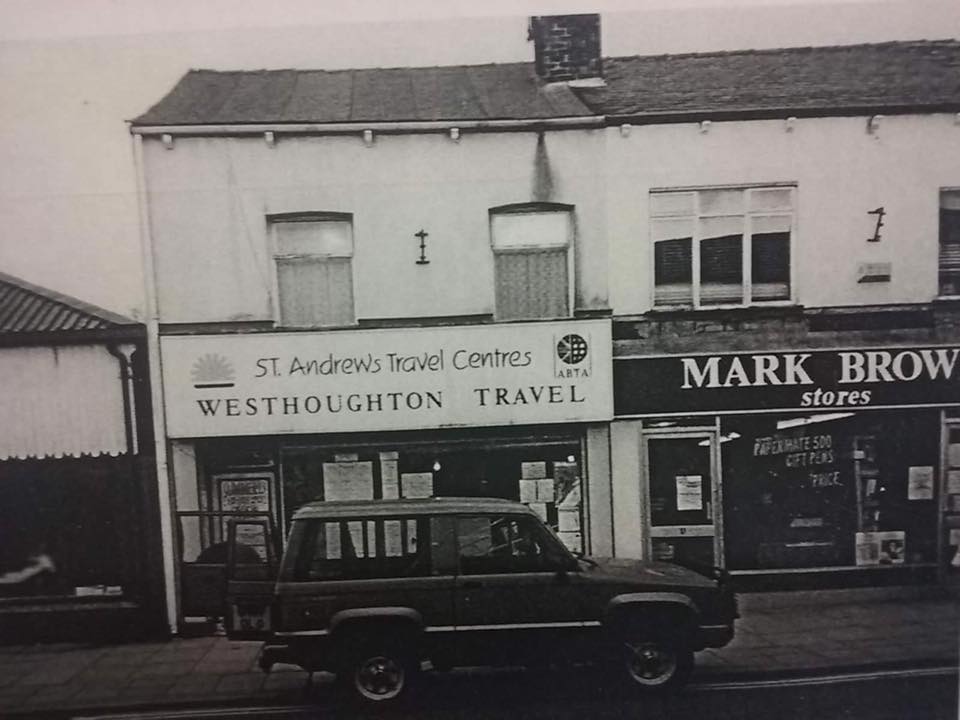 ST. Andrews Travel Centres
ABTA
WESTHOUGHTON TRAVEL
MARK BROW
stores
PAPERMATE 500
GIFT PENS
PRICE